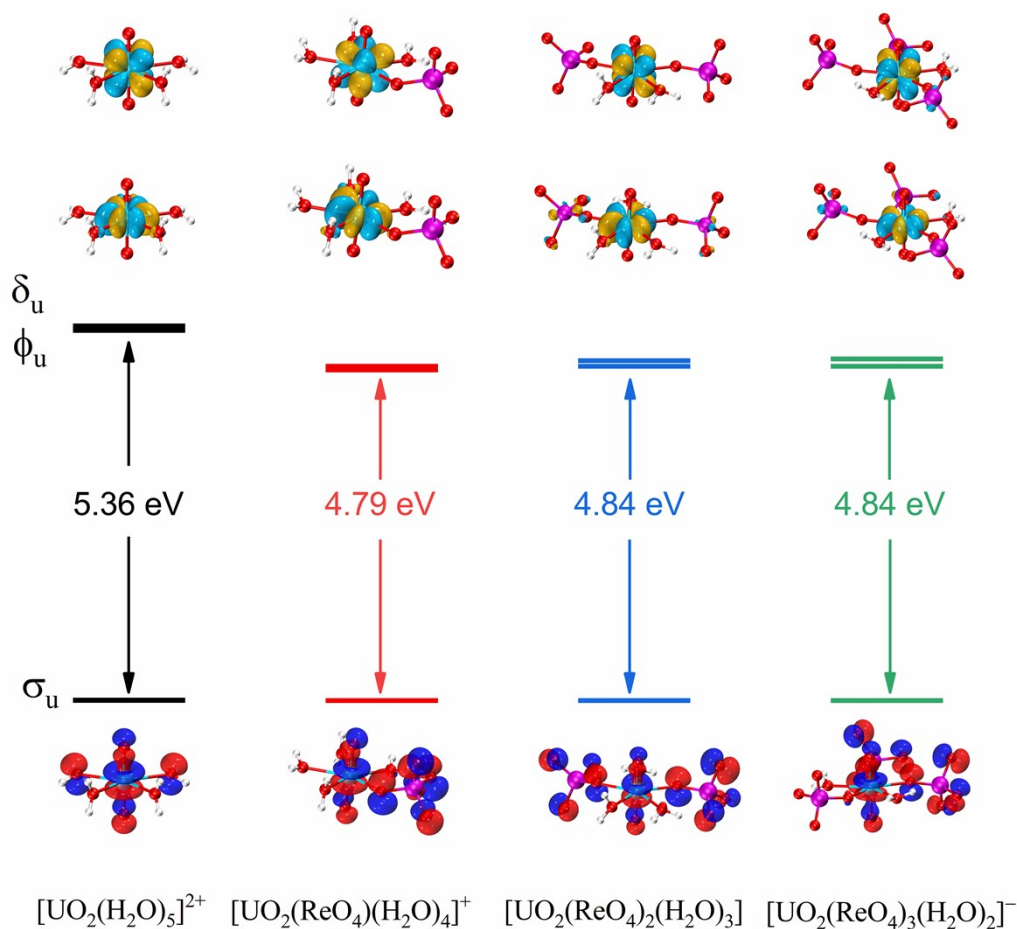 δᵤ
ϕᵤ
5.36 eV 4.79 eV 4.84 eV 4.84 eV
σᵤ
[UO₂(H₂O)₅]²⁺ [UO₂(ReO₄)(H₂O)₄]⁺ [UO₂(ReO₄)₂(H₂O)₃] [UO₂(ReO₄)₃(H₂O)₂]⁻